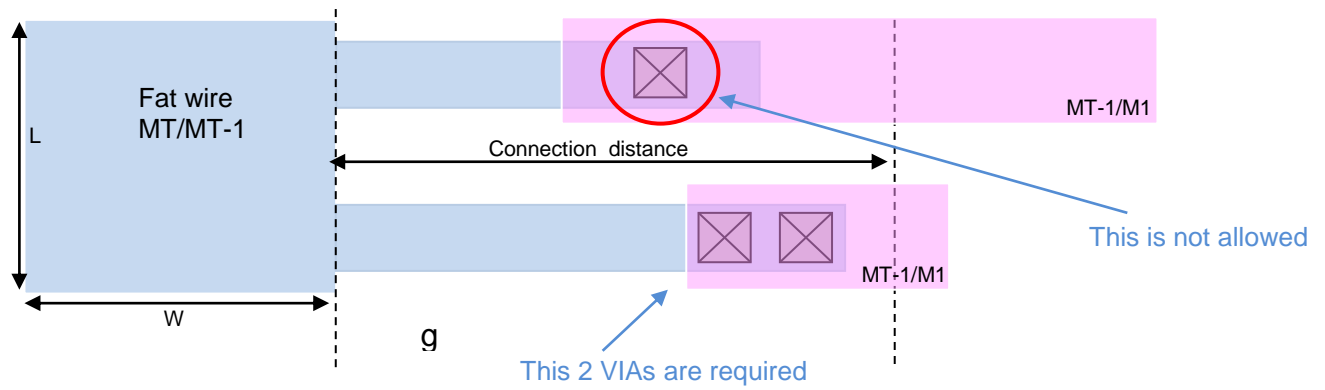 Fat wire
MT/MT-1
L
MT-1/M1
Connection distance
This is not allowed
MT-1/M1
W
g
This 2 VIAs are required